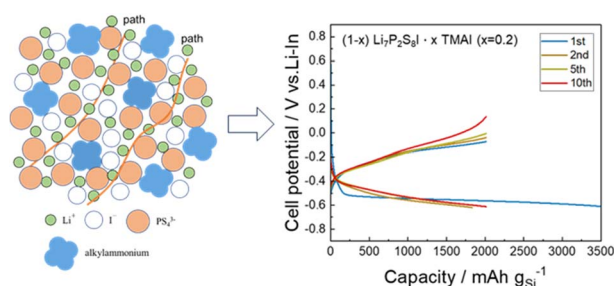 path
path
Li⁺
I⁻
PS₄³⁻
alkylammonium
(1-x) Li₇P₂S₈I · x TMAI (x=0.2)
1st
2nd
5th
10th
Cell potential / V vs.Li-In
0.8
0.6
0.4
0.2
0.0
-0.2
-0.4
-0.6
-0.8
0 500 1000 1500 2000 2500 3000 3500
Capacity / mAh gSi⁻¹